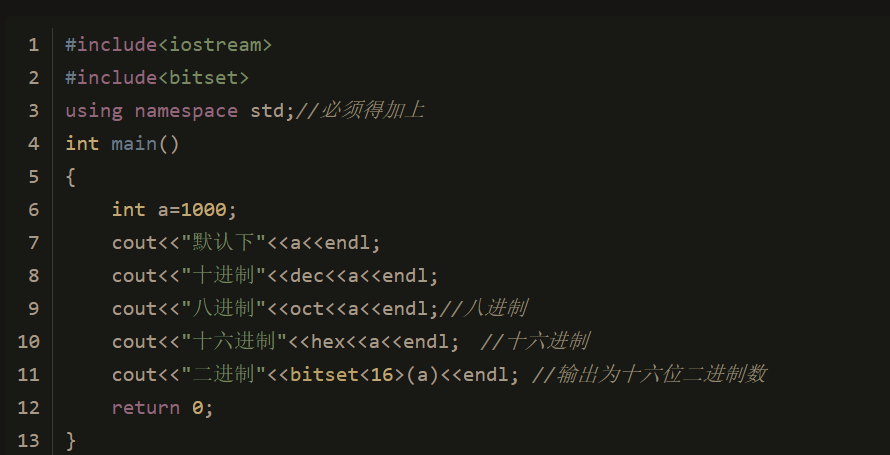 1 #include<iostream>
2 #include<bitset>
3 using namespace std;//必须得加上
4 int main()
5 {
6     int a=1000;
7     cout<<"默认下"<<a<<endl;
8     cout<<"十进制"<<dec<<a<<endl;
9     cout<<"八进制"<<oct<<a<<endl;//八进制
10     cout<<"十六进制"<<hex<<a<<endl;  //十六进制
11     cout<<"二进制"<<bitset<16>(a)<<endl; //输出为十六位二进制数
12     return 0;
13 }